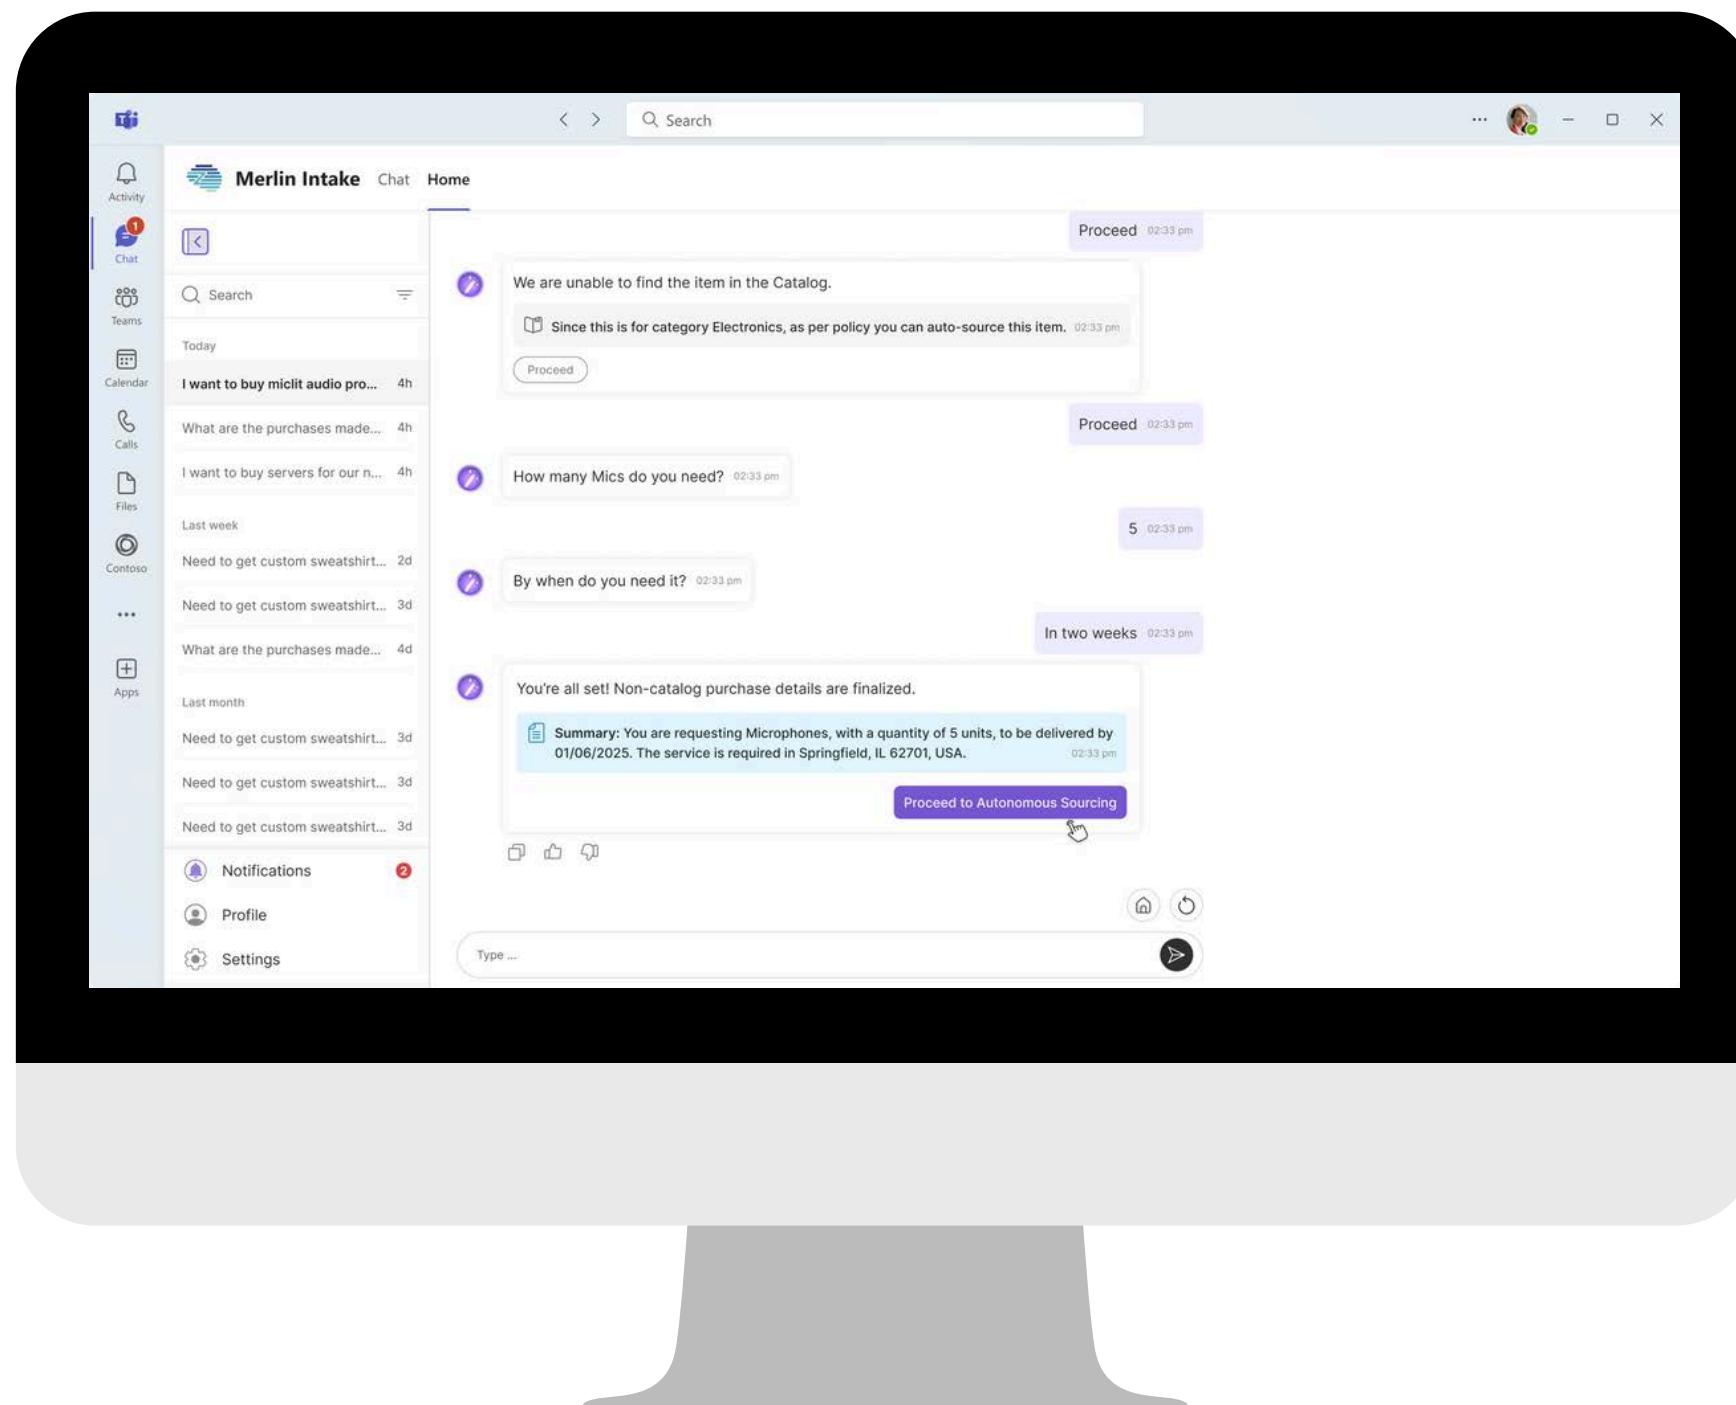 Search
Activity
1
Chat
Teams
Calendar
Calls
Files
Contoso
Apps
Merlin Intake Chat Home
Search
Today
I want to buy miclit audio pro... 4h
What are the purchases made... 4h
I want to buy servers for our n... 4h
Last week
Need to get custom sweatshirt... 2d
Need to get custom sweatshirt... 3d
What are the purchases made... 4d
Last month
Need to get custom sweatshirt... 3d
Need to get custom sweatshirt... 3d
Need to get custom sweatshirt... 3d
Notifications 2
Profile
Settings
Proceed 02:33 pm
We are unable to find the item in the Catalog.
Since this is for category Electronics, as per policy you can auto-source this item. 02:33 pm
Proceed
Proceed 02:33 pm
How many Mics do you need? 02:33 pm
5 02:33 pm
By when do you need it? 02:33 pm
In two weeks 02:33 pm
You're all set! Non-catalog purchase details are finalized.
Summary: You are requesting Microphones, with a quantity of 5 units, to be delivered by
01/06/2025. The service is required in Springfield, IL 62701, USA. 02:33 pm
Proceed to Autonomous Sourcing
Type ...